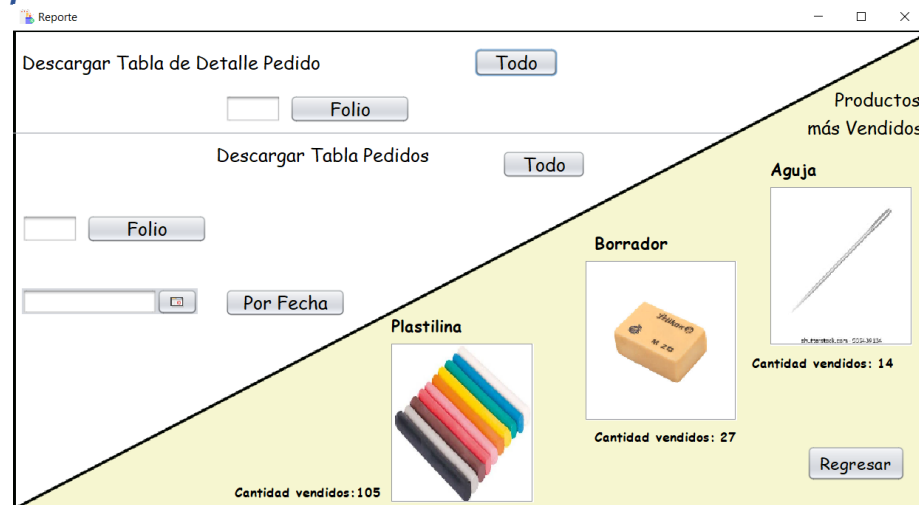 Reporte
Descargar Tabla de Detalle Pedido
Todo
Folio
Productos
más Vendidos
Descargar Tabla Pedidos
Todo
Aguja
Folio
Borrador
Por Fecha
M 20
Plastilina
Cantidad vendidos: 14
Cantidad vendidos: 27
Regresar
Cantidad vendidos:105